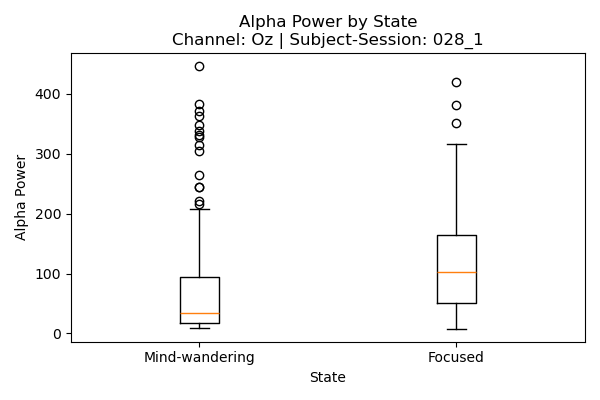 Alpha Power by State
Channel: Oz | Subject-Session: 028_1
Alpha Power
400
300
200
100
0
Mind-wandering
Focused
State